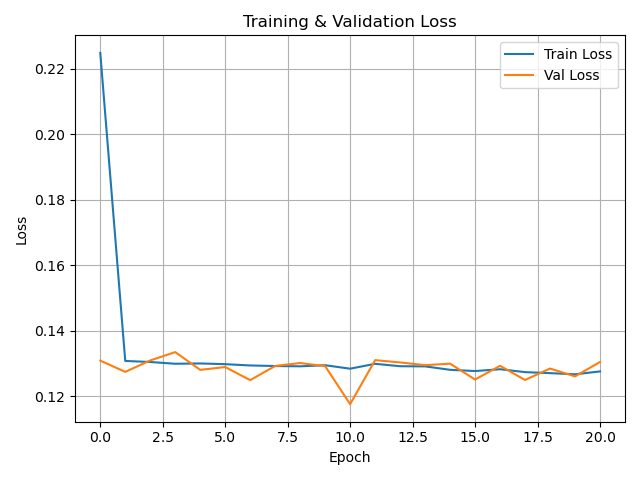 Training & Validation Loss
Train Loss
Val Loss
Loss
0.22
0.20
0.18
0.16
0.14
0.12
0.0 2.5 5.0 7.5 10.0 12.5 15.0 17.5 20.0
Epoch